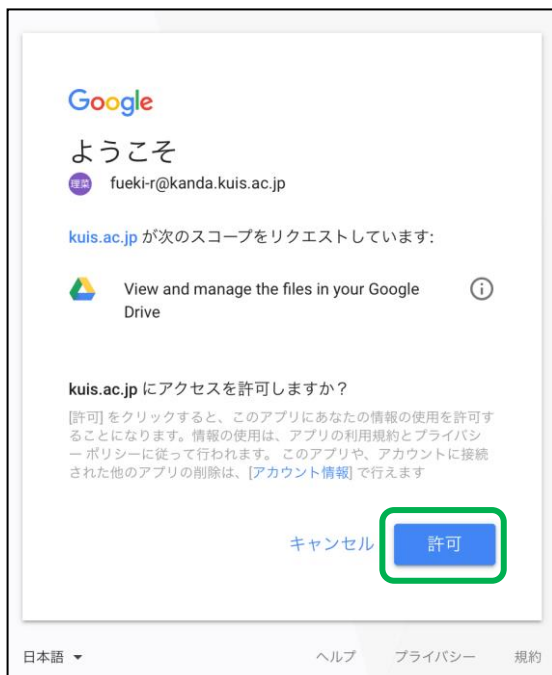 Google
ようこそ
理菜 fueki-r@kanda.kuis.ac.jp
kuis.ac.jp が次のスコープをリクエストしています:
View and manage the files in your Google
Drive
kuis.ac.jp にアクセスを許可しますか？
[許可] をクリックすると、このアプリにあなたの情報の使用を許可す
ることになります。情報の使用は、アプリの利用規約とプライバシ
ー ポリシーに従って行われます。 このアプリや、アカウントに接続
された他のアプリの削除は、[アカウント情報] で行えます
キャンセル 許可
日本語 ヘルプ プライバシー 規約